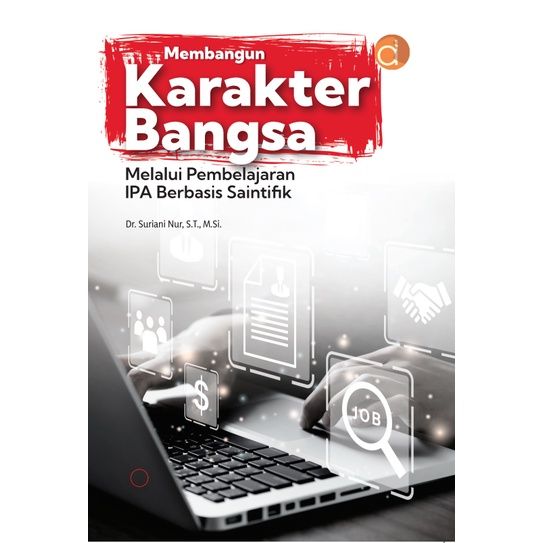 Membangun
Karakter
Bangsa
Melalui Pembelajaran
IPA Berbasis Saintifik
Dr. Suriani Nur, S.T., M.Si.
$
JOB